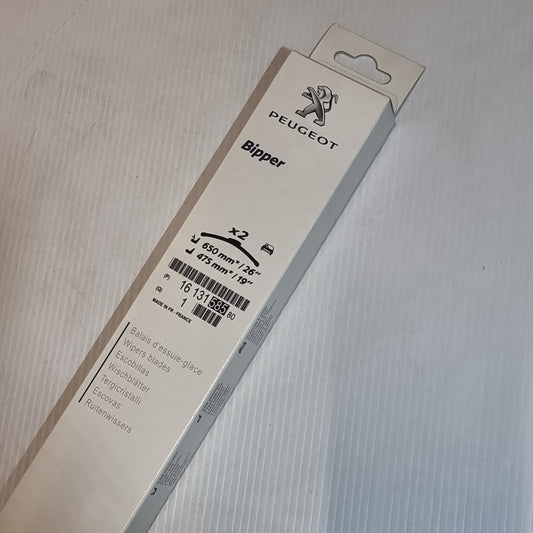 PEUGEOT
Bipper
x2
650 mm* / 26"
475 mm* / 19"
(P)
16 131 585 80
(Q)
1
MADE IN FR - FRANCE
Balais d'essuie-glace
Wipers blades
Escobillas
Wischblätter
Tergicristalli
Escovas
Ruitenwissers